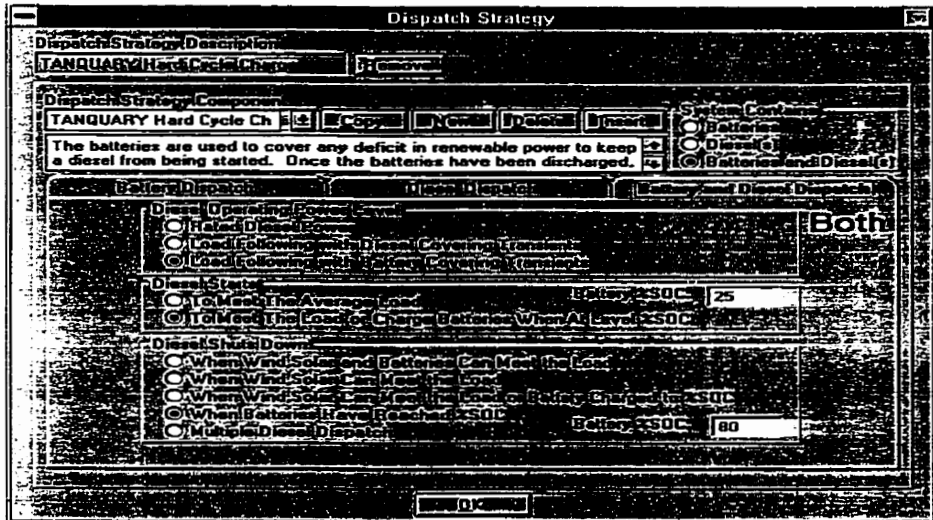 Dispatch Strategy
Dispatch Strategy Description
TANQUARY Hard Cycle Charge Remove
Dispatch Strategy Component System Contains
TANQUARY Hard Cycle Ch Copy New Delete Insert Batteries
Diesel(s)
The batteries are used to cover any deficit in renewable power to keep
a diesel from being started. Once the batteries have been discharged, Batteries and Diesel(s)
Battery Dispatch Diesel Dispatch Battery and Diesel Dispatch
Diesel Operating Power Level Both
Rated Diesel Power
Load Following with Diesel Covering Transients
Load Following with Battery Covering Transients
Diesel Starts
To Meet The Average Load Battery %SOC 25
To Meet The Load or Charge Batteries When At Level %SOC
Diesel Shuts Down
When Wind/Solar and Batteries Can Meet the Load
When Wind/Solar Can Meet the Load
When Wind/Solar Can Meet the Load or Battery Charged to %SOC
When Batteries Have Reached %SOC Battery %SOC 80
Multiple Diesel Dispatch
OK